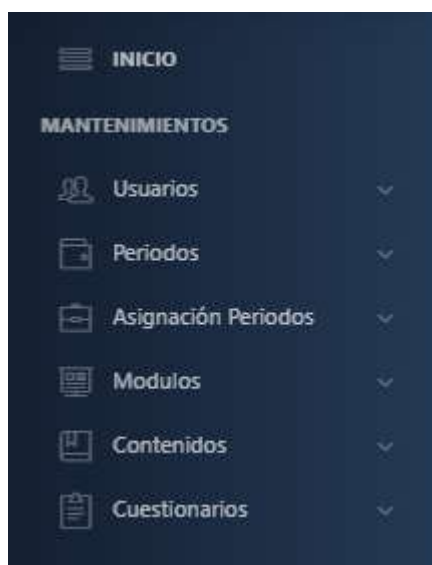 INICIO
MANTENIMIENTOS
Usuarios
Periodos
Asignación Periodos
Modulos
Contenidos
Cuestionarios